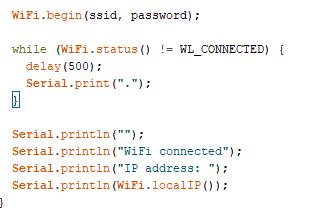 WiFi.begin(ssid, password);
while (WiFi.status() != WL_CONNECTED) {
delay(500);
Serial.print(".");
}
Serial.println("");
Serial.println("WiFi connected");
Serial.println("IP address: ");
Serial.println(WiFi.localIP());
}